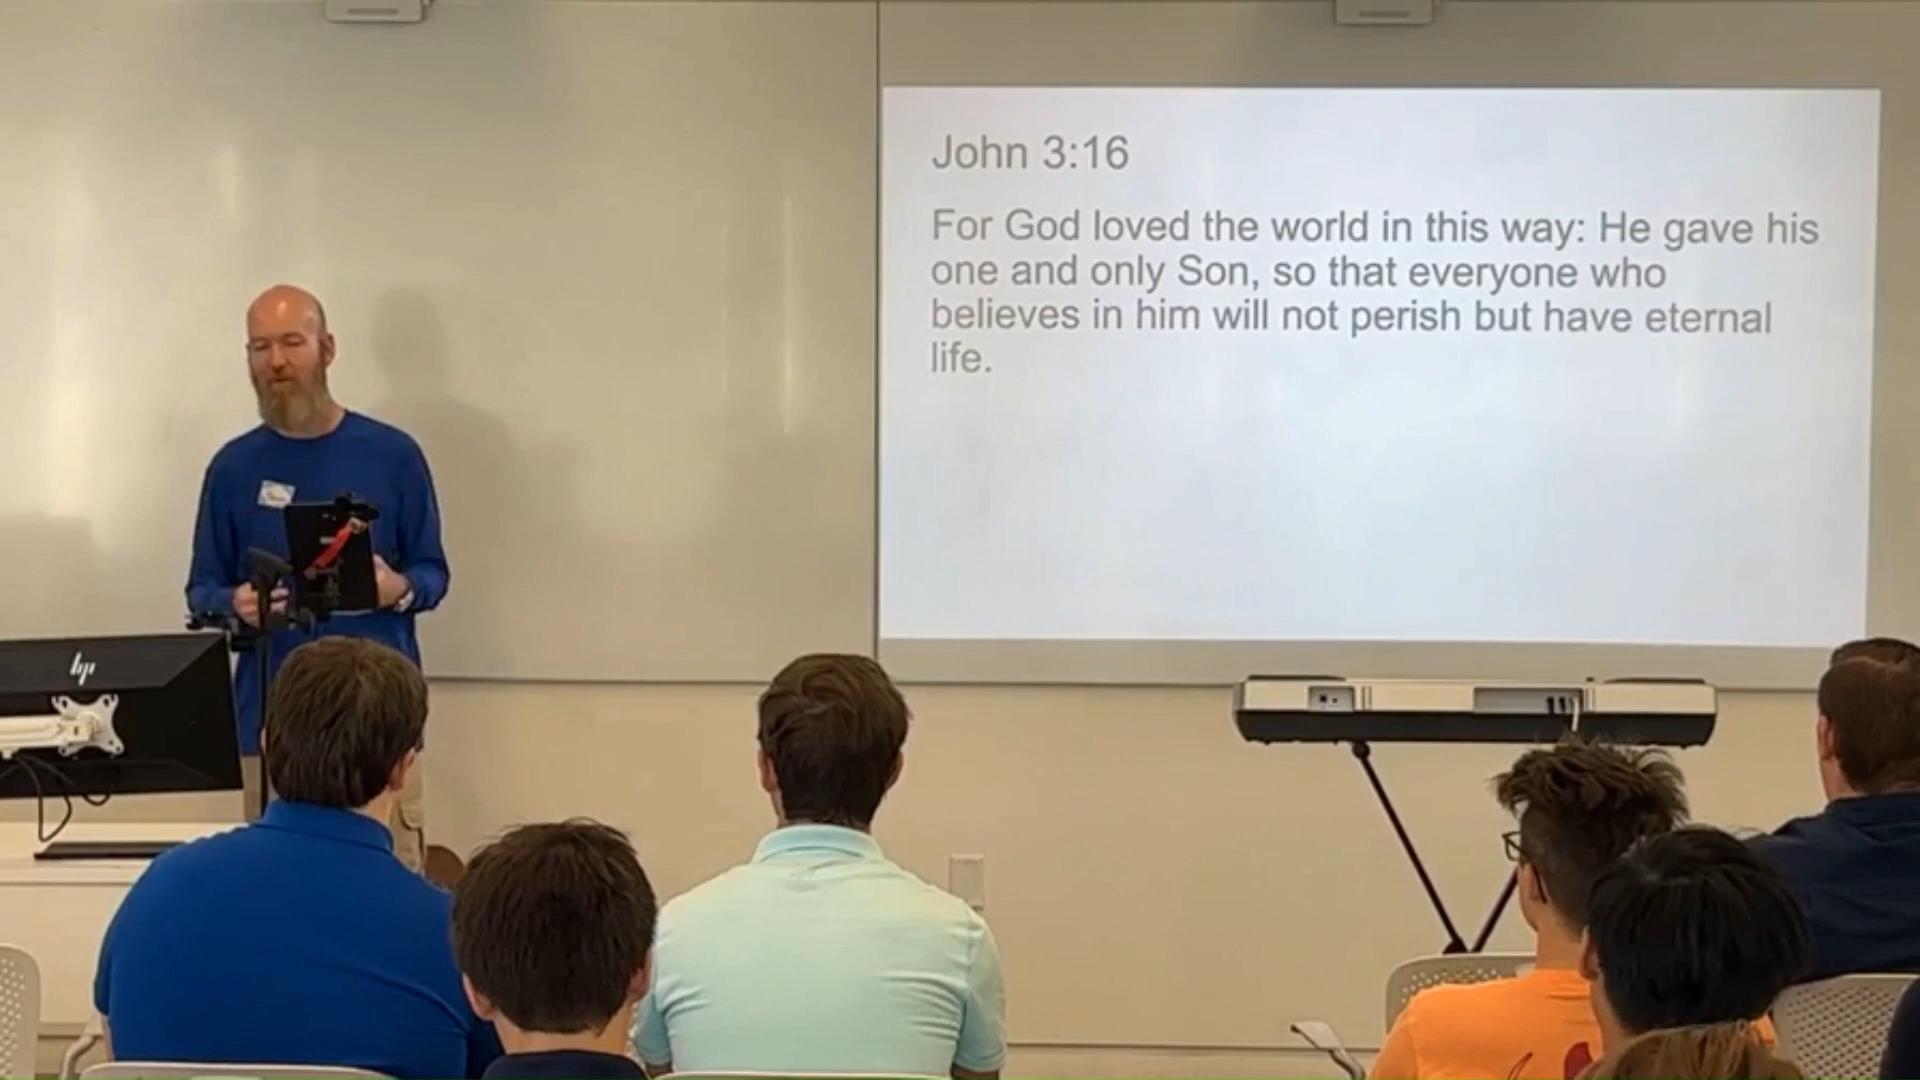 John 3:16
For God loved the world in this way: He gave his
one and only Son, so that everyone who
believes in him will not perish but have eternal
life.
hp